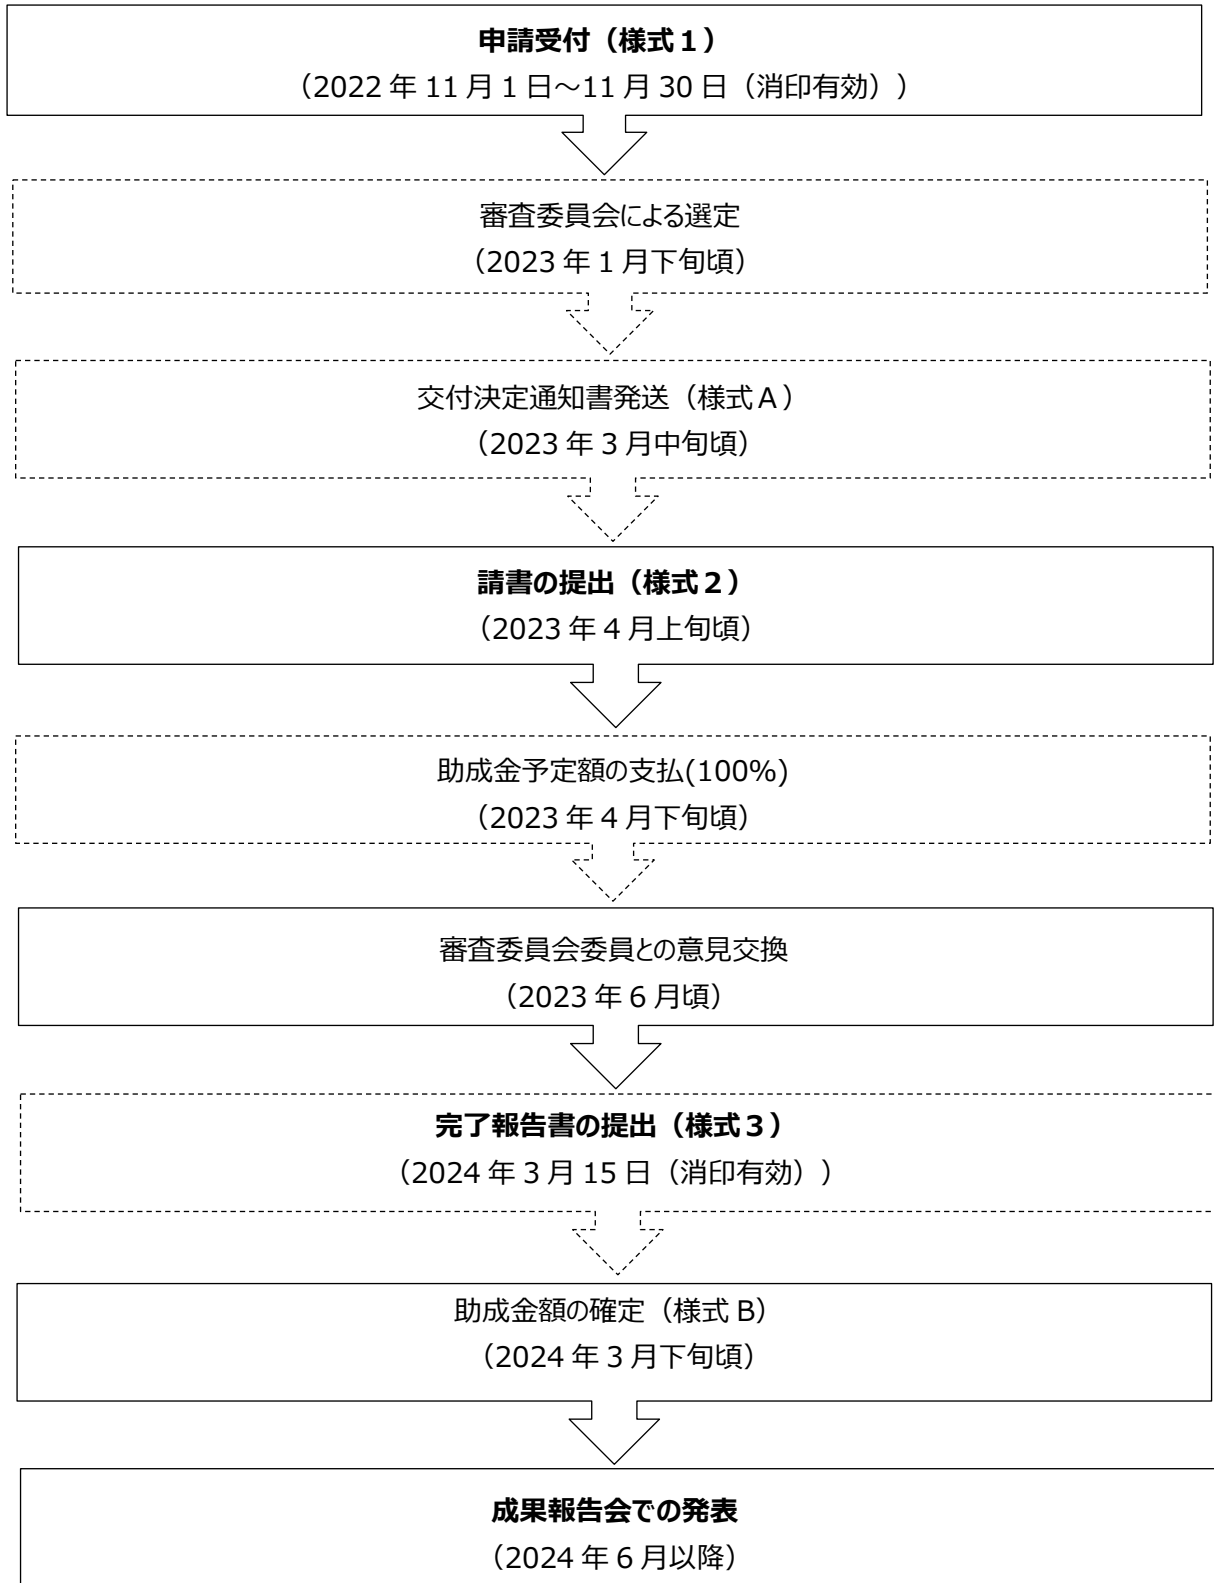 申請受付（様式１）
（2022 年 11 月 1 日～11 月 30 日（消印有効））
審査委員会による選定
（2023 年 1 月下旬頃）
交付決定通知書発送（様式Ａ）
（2023 年 3 月中旬頃）
請書の提出（様式２）
（2023 年 4 月上旬頃）
助成金予定額の支払(100%)
（2023 年 4 月下旬頃）
審査委員会委員との意見交換
（2023 年 6 月頃）
完了報告書の提出（様式３）
（2024 年 3 月 15 日（消印有効））
助成金額の確定（様式 B）
（2024 年 3 月下旬頃）
成果報告会での発表
（2024 年 6 月以降）